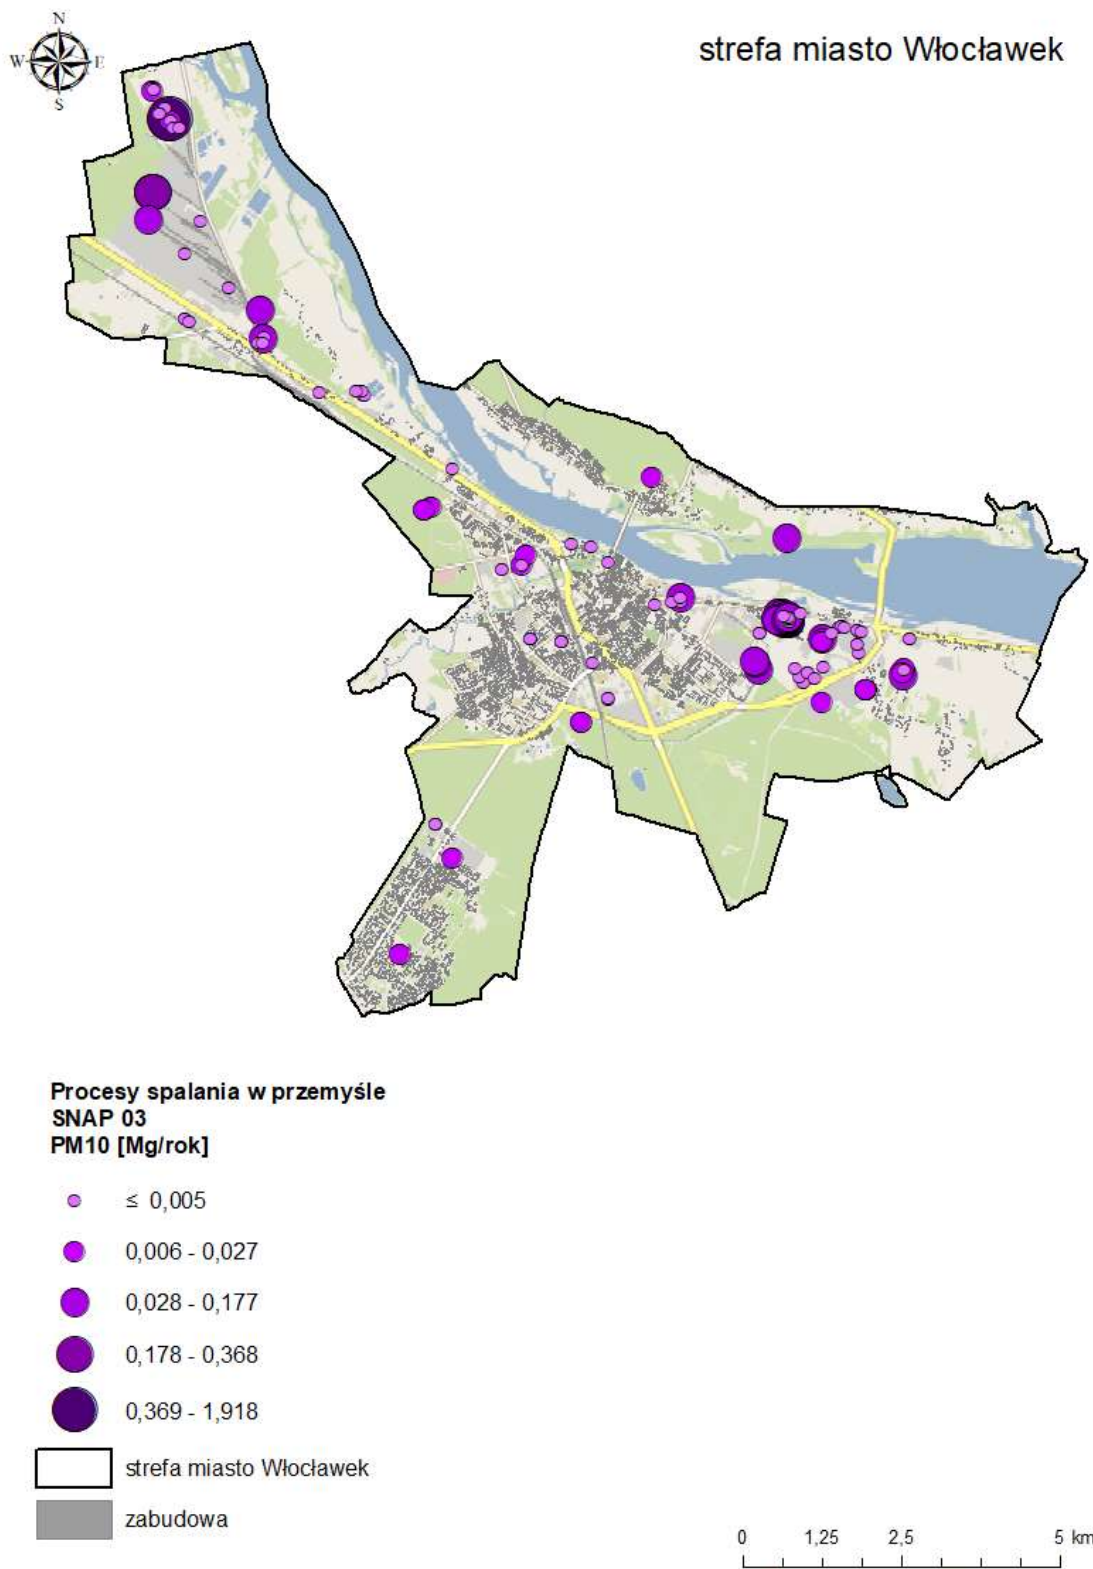 N
strefa miasto Włocławek
W E
S
Procesy spalania w przemyśle
SNAP 03
PM10 [Mg/rok]
≤ 0,005
0,006 - 0,027
0,028 - 0,177
0,178 - 0,368
0,369 - 1,918
strefa miasto Włocławek
zabudowa
0 1,25 2,5 5 km